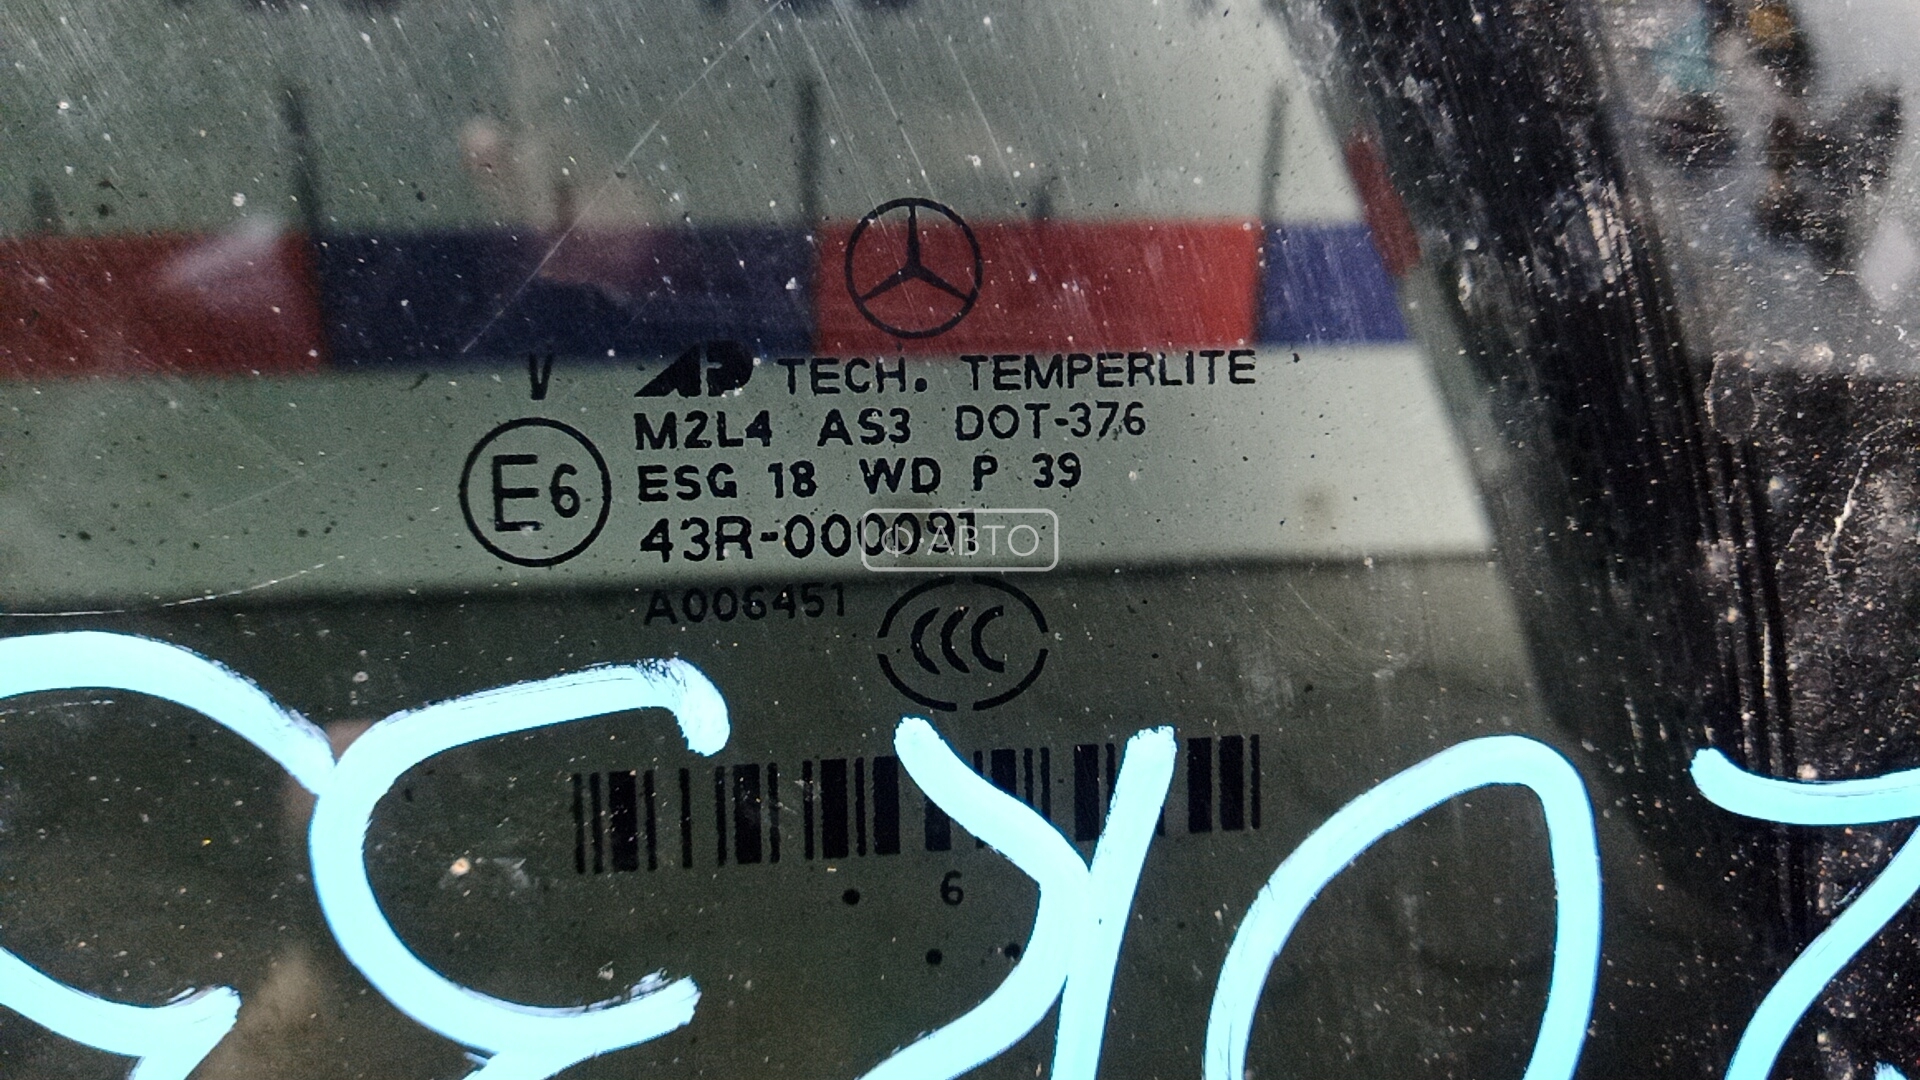 V AP TECH. TEMPERLITE
M2L4 AS3 DOT-376
E6 ESG 18 WD P 39
43R-000091
© АВТО
A006451 CCC
6